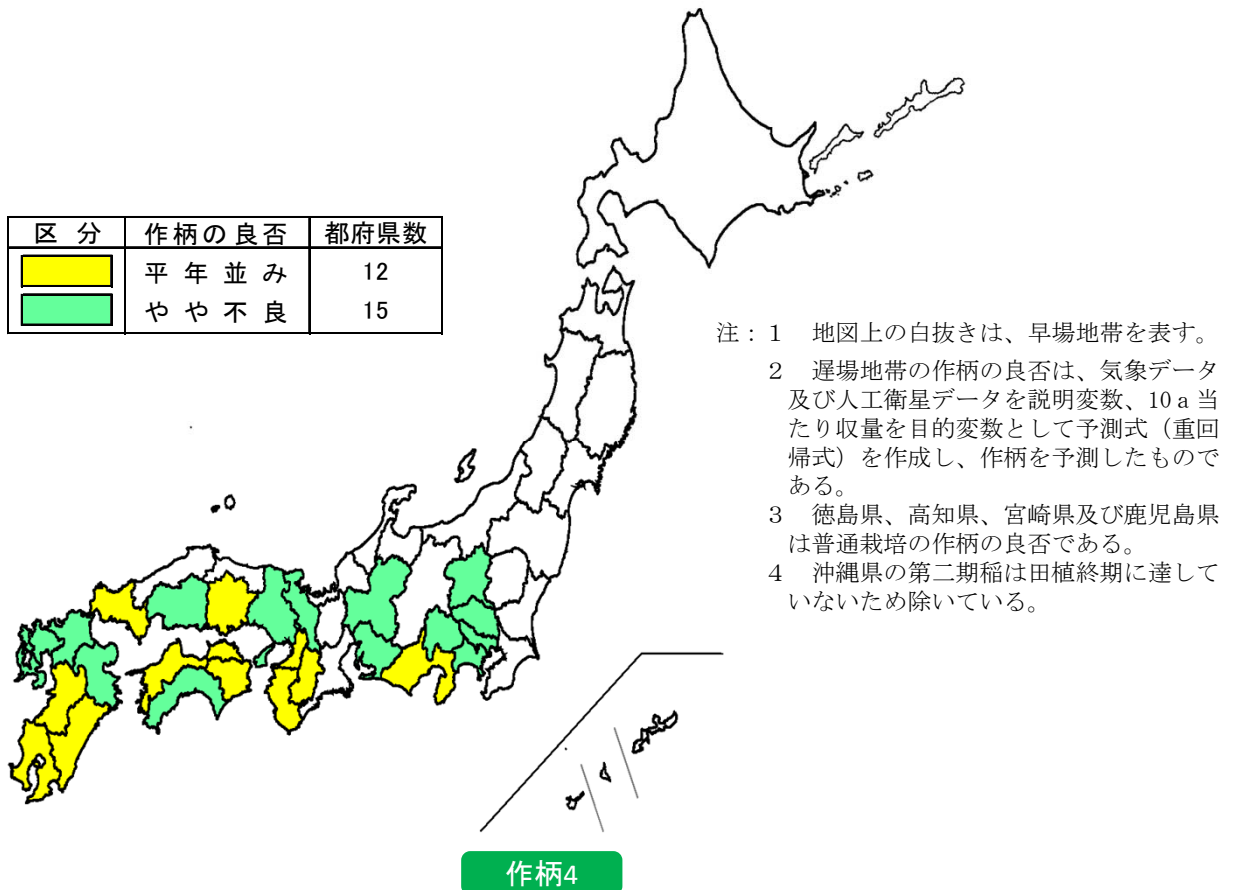 区 分 作柄の良否 都府県数
平年並み 12
やや不良 15
注：1 地図上の白抜きは、早場地帯を表す。
2 遅場地帯の作柄の良否は、気象データ
及び人工衛星データを説明変数、10a当
たり収量を目的変数として予測式（重回
帰式）を作成し、作柄を予測したもので
ある。
3 徳島県、高知県、宮崎県及び鹿児島県
は普通栽培の作柄の良否である。
4 沖縄県の第二期稲は田植終期に達して
いないため除いている。
作柄4